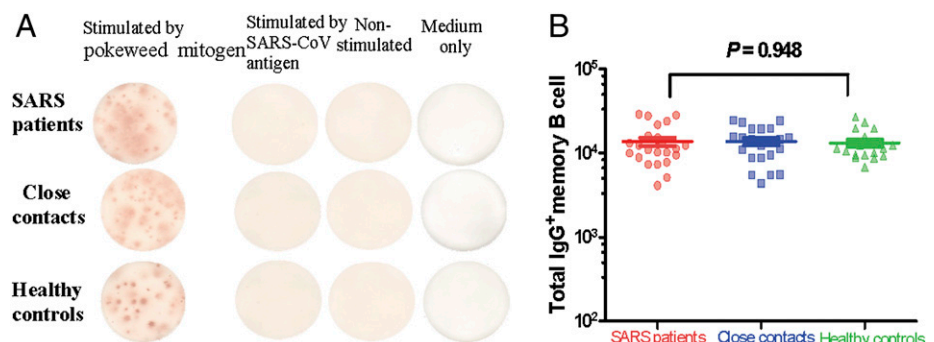 A
Stimulated by
pokeweed mitogen
Stimulated by
SARS-CoV
antigen
Non-
stimulated
Medium
only
SARS
patients
Close
contacts
Healthy
controls
B
P = 0.948
Total IgG⁺ memory B cell
10⁵
10⁴
10³
10²
SARS patients
Close contacts
Healthy controls